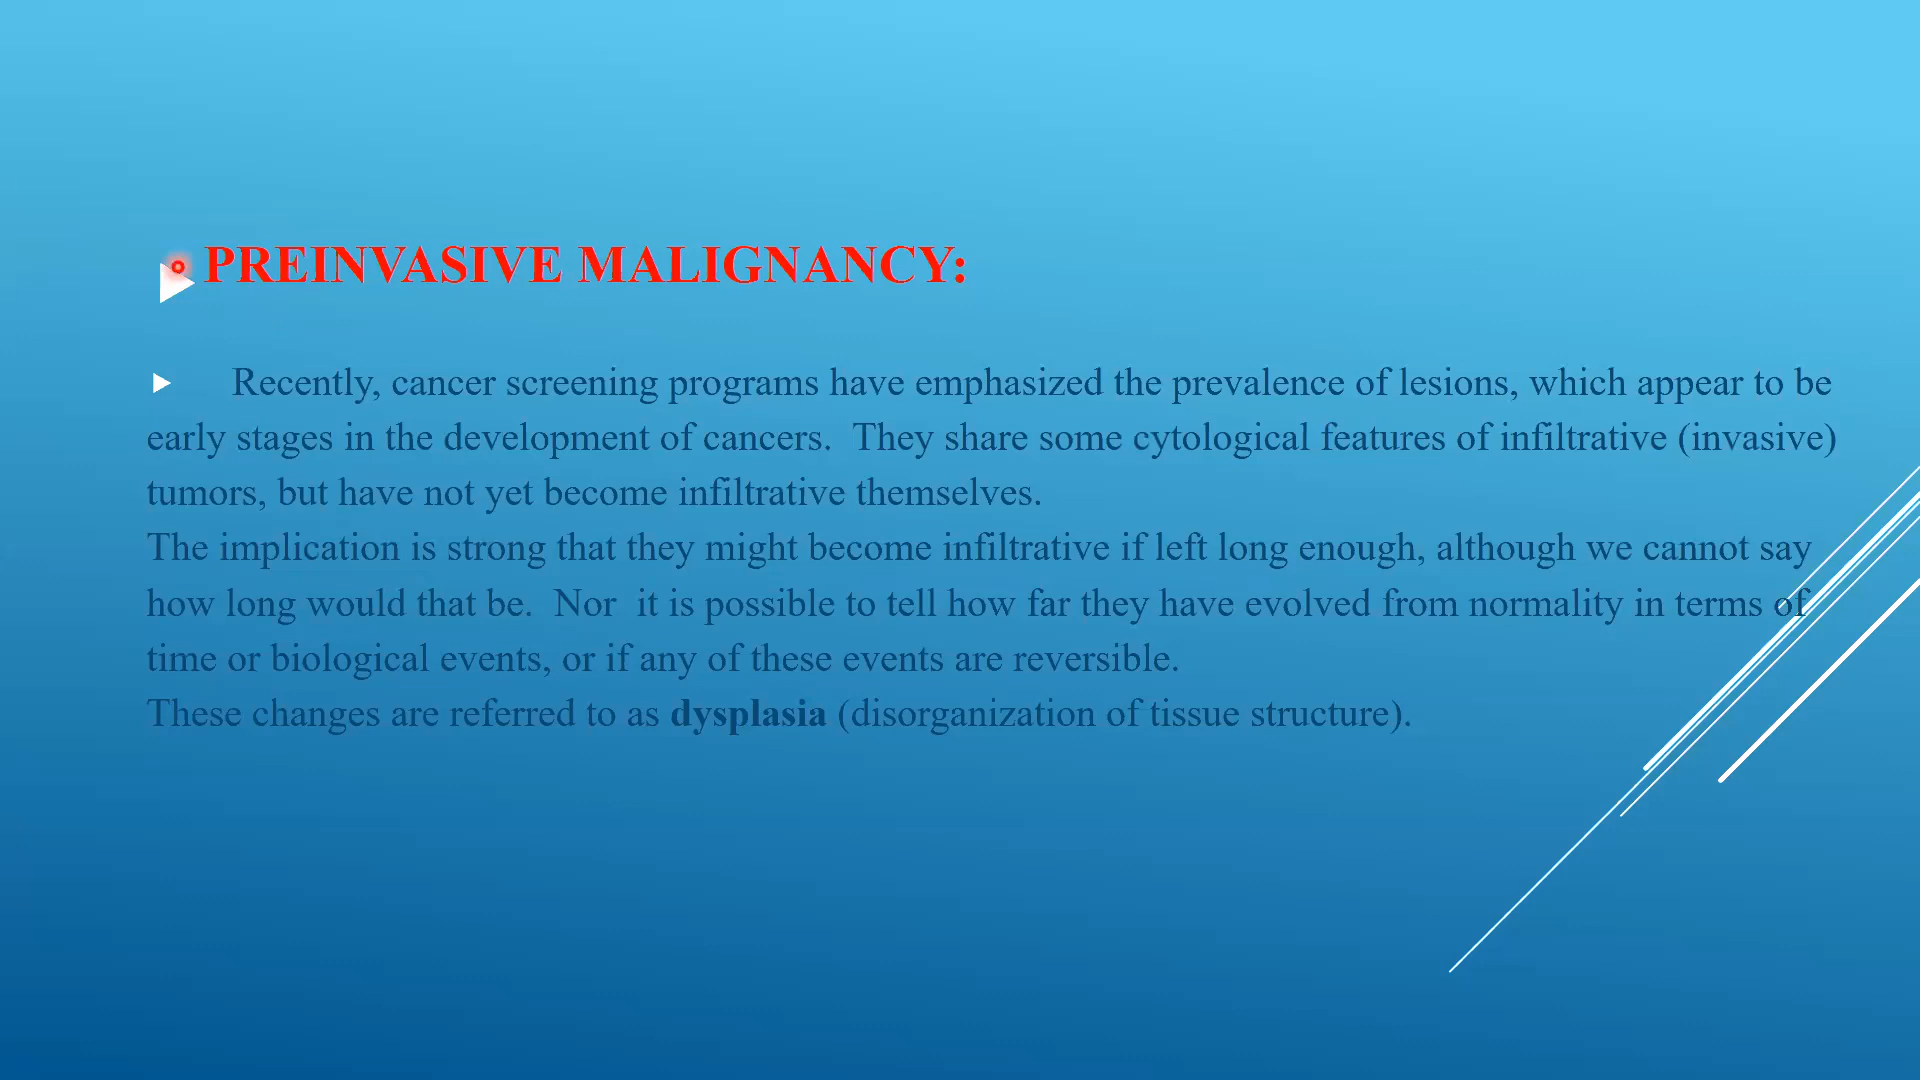 PREINVASIVE MALIGNANCY:
Recently, cancer screening programs have emphasized the prevalence of lesions, which appear to be
early stages in the development of cancers.  They share some cytological features of infiltrative (invasive)
tumors, but have not yet become infiltrative themselves.
The implication is strong that they might become infiltrative if left long enough, although we cannot say
how long would that be.  Nor  it is possible to tell how far they have evolved from normality in terms of
time or biological events, or if any of these events are reversible.
These changes are referred to as dysplasia (disorganization of tissue structure).